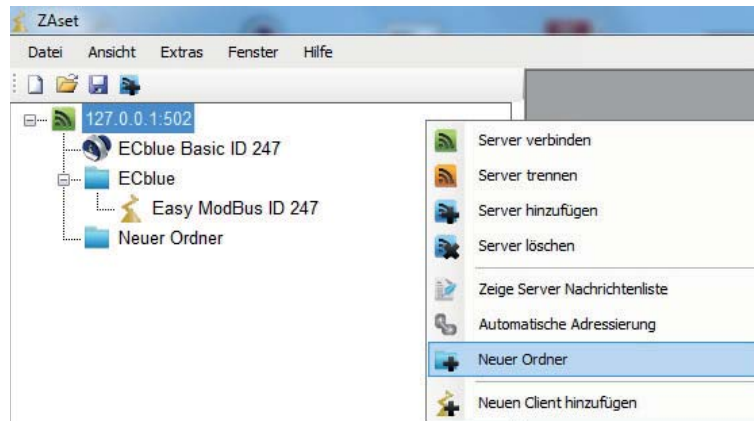 ZAset
Datei Ansicht Extras Fenster Hilfe
127.0.0.1:502
ECblue Basic ID 247
ECblue
Easy ModBus ID 247
Neuer Ordner
Server verbinden
Server trennen
Server hinzufügen
Server löschen
Zeige Server Nachrichtenliste
Automatische Adressierung
Neuer Ordner
Neuen Client hinzufügen